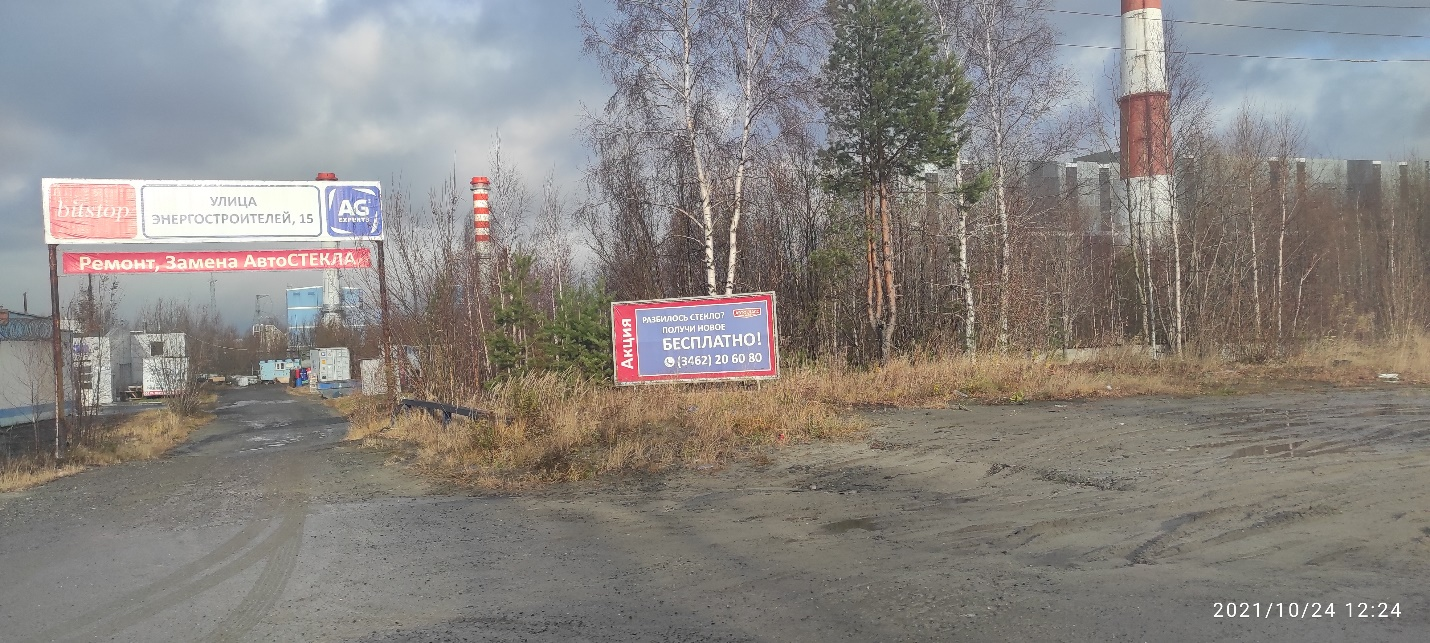 bitstop
УЛИЦА
ЭНЕРГОСТРОИТЕЛЕЙ, 15
AG
EXPERTS
Ремонт, Замена АвтоСТЕКЛА
АКЦИЯ
РАЗБИЛОСЬ СТЕКЛО?
ПОЛУЧИ НОВОЕ
БЕСПЛАТНО!
(3462) 20 60 80
2021/10/24 12:24